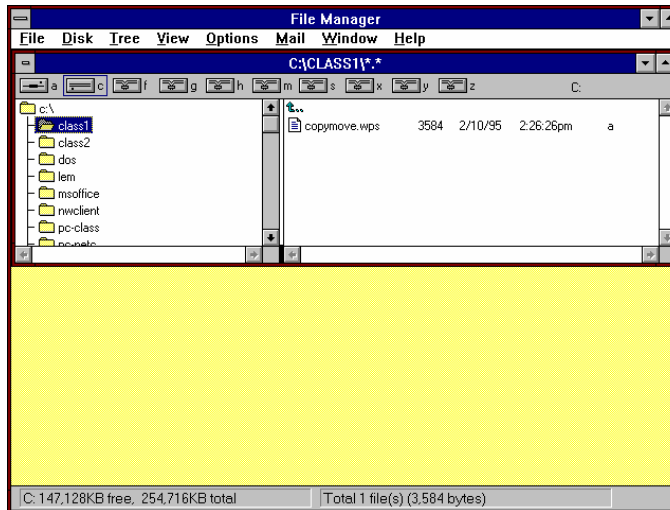 File Manager
File Disk Tree View Options Mail Window Help
C:\CLASS1\*.*
a c f g h m s x y z C:
c:\
class1
class2
dos
lem
msoffice
nwclient
pc-class
pc-netc
..
copymove.wps 3584 2/10/95 2:26:26pm a
C: 147,128KB free, 254,716KB total
Total 1 file(s) (3,584 bytes)